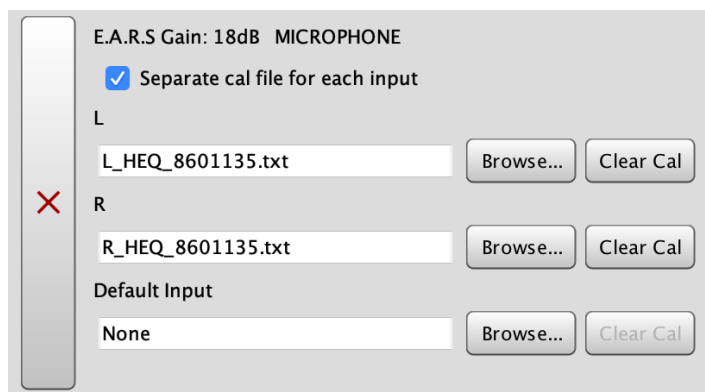 E.A.R.S Gain: 18dB MICROPHONE
Separate cal file for each input
L
L_HEQ_8601135.txt Browse... Clear Cal
R
R_HEQ_8601135.txt Browse... Clear Cal
Default Input
None Browse... Clear Cal